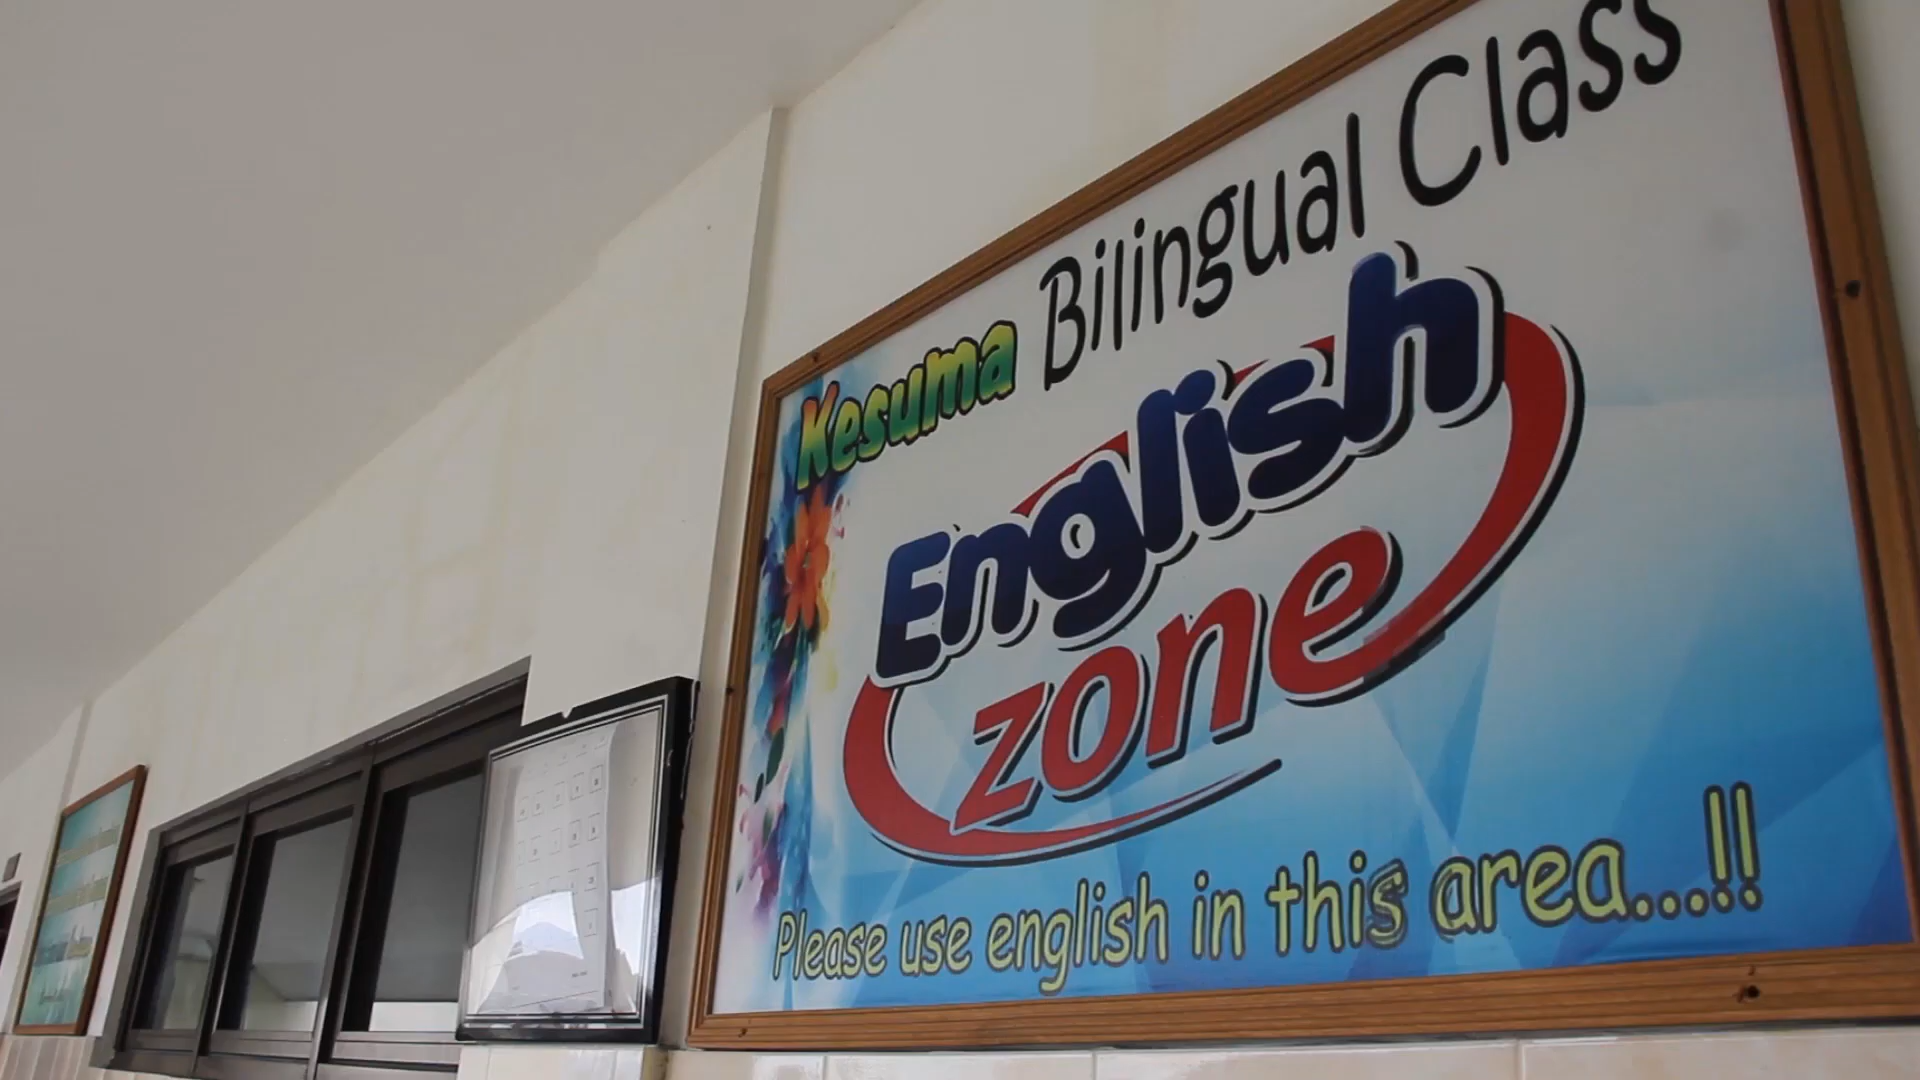 Kesuma Bilingual Class
English
zone
Please use english in this area...!!